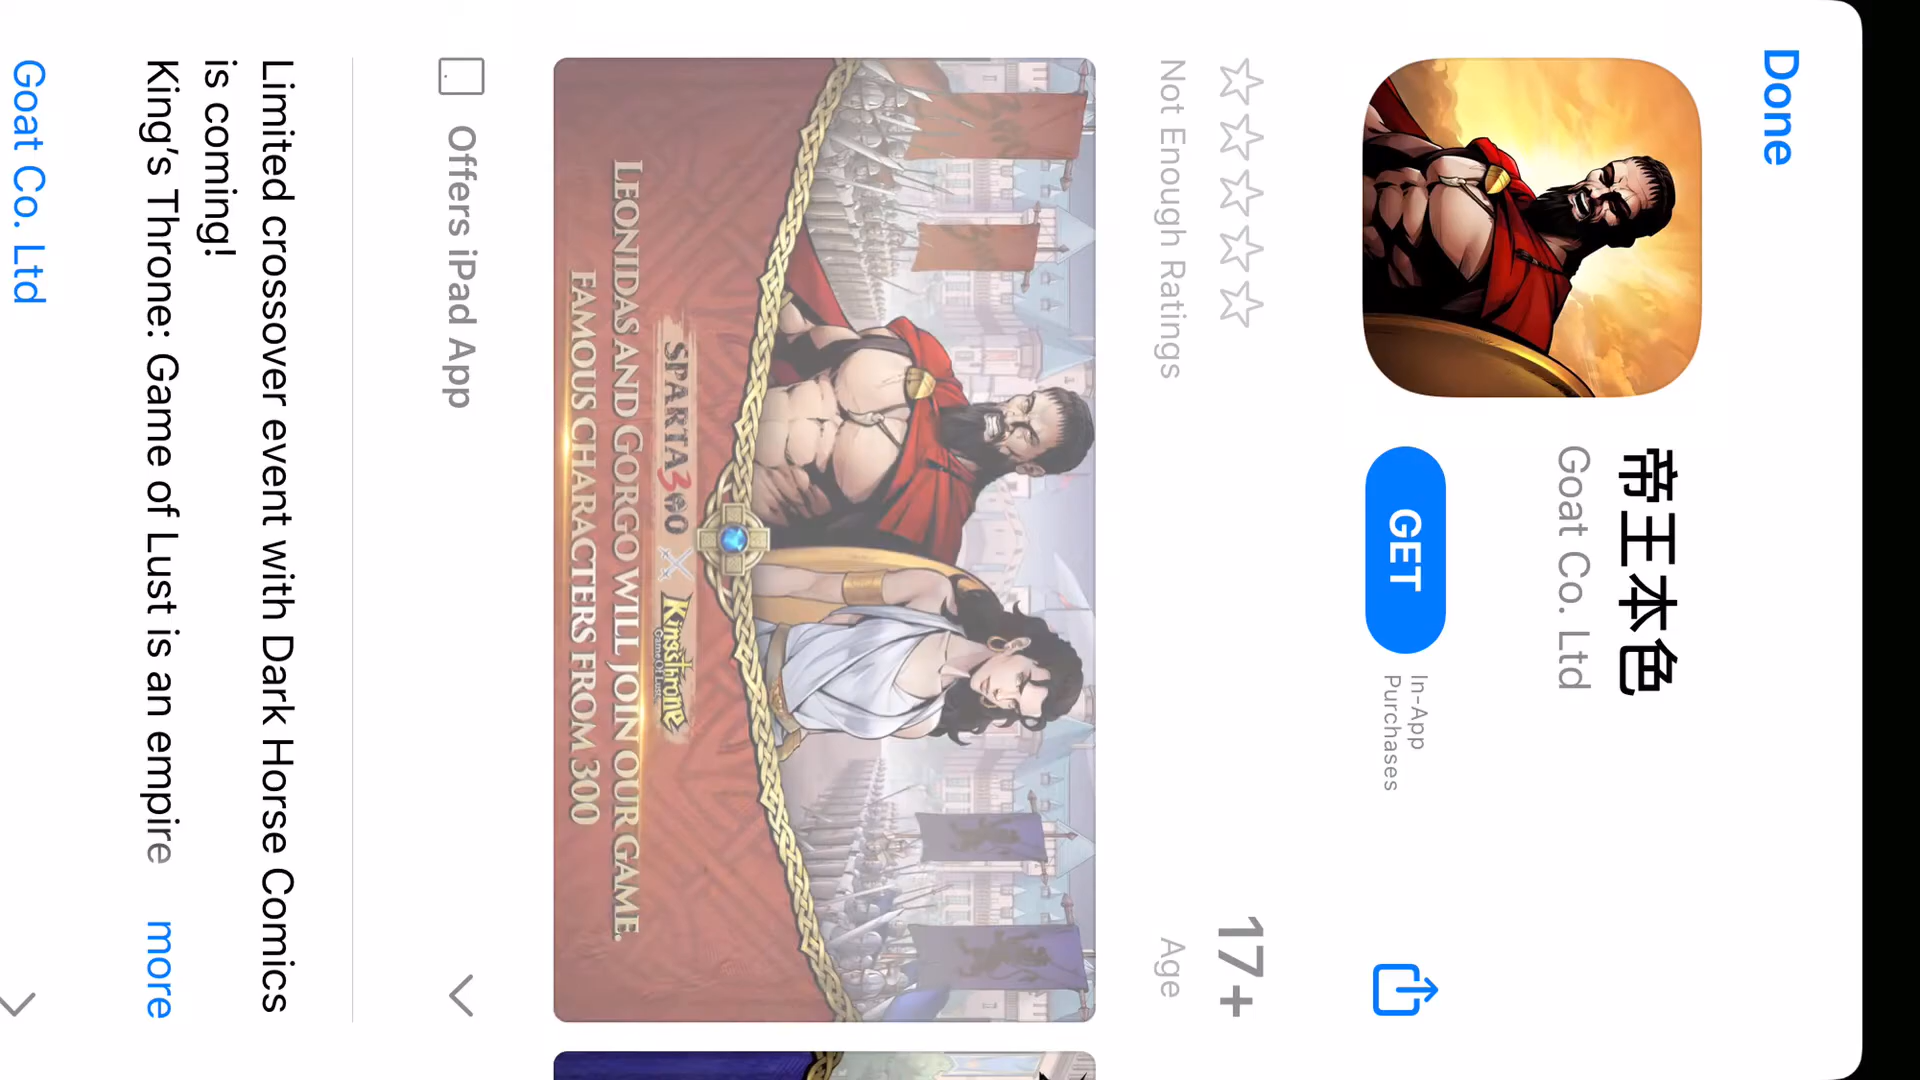 Done
帝王本色
Goat Co. Ltd
GET
In-App
Purchases
Not Enough Ratings
17+
Age
SPARTA300
King's Throne
Game Of Lust
LEONIDAS AND GORGO WILL JOIN OUR GAME.
FAMOUS CHARACTERS FROM 300
Offers iPad App
Limited crossover event with Dark Horse Comics
is coming!
King's Throne: Game of Lust is an empire more
Goat Co. Ltd